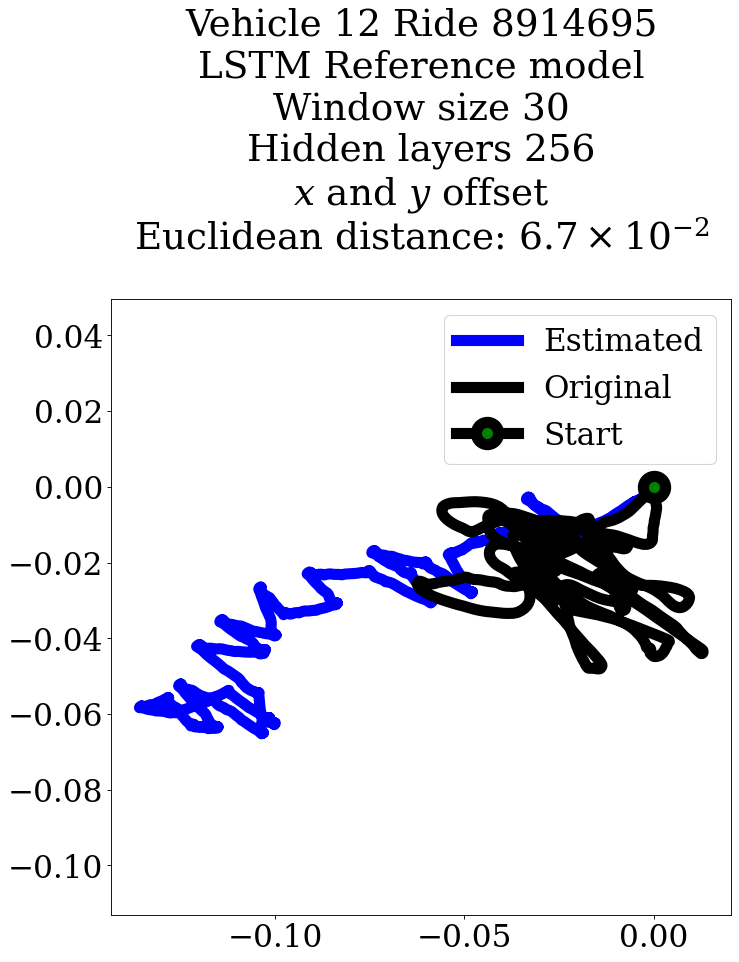 Vehicle 12 Ride 8914695
LSTM Reference model
Window size 30
Hidden layers 256
x and y offset
Euclidean distance: 6.7 × 10⁻²
Estimated
Original
Start
0.04
0.02
0.00
−0.02
−0.04
−0.06
−0.08
−0.10
−0.10 −0.05 0.00